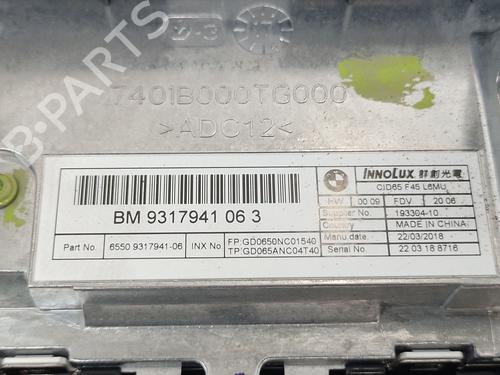 7401B000TG000
>ADC12<
BM 9317941 06 3
Part No. 6550 9317941-06 INX No FP:GD0650NC01540
TP:GD065ANC04T40
INNOLUX 群創光電
CID65 F45 L6MU
HW 00 09 FDV 20 06
Supplier No. 193304-10
Country MADE IN CHINA
Manu date. 22/03/2018
Serial No 22 03 18 8716
B-PARTS